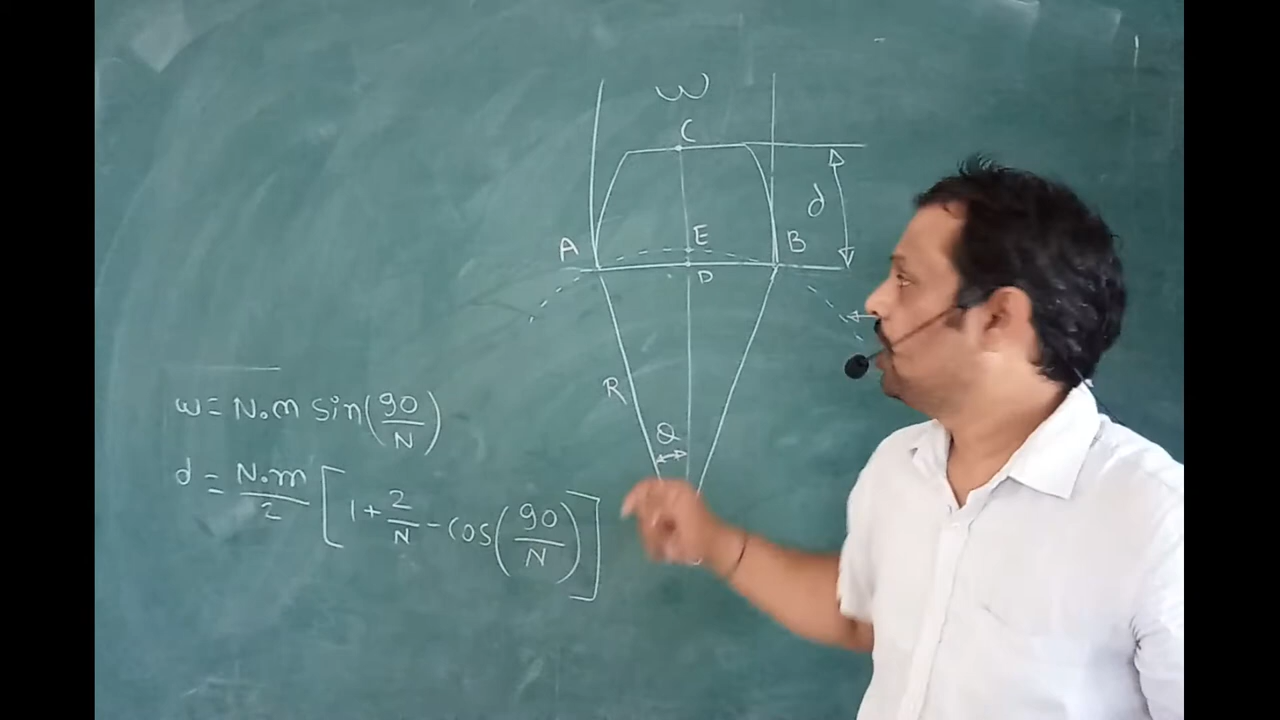 W
C
d
E
A
B
D
R
Q
w = N.m sin(90/N)
d = N.m/2 [1 + 2/N - cos(90/N)]